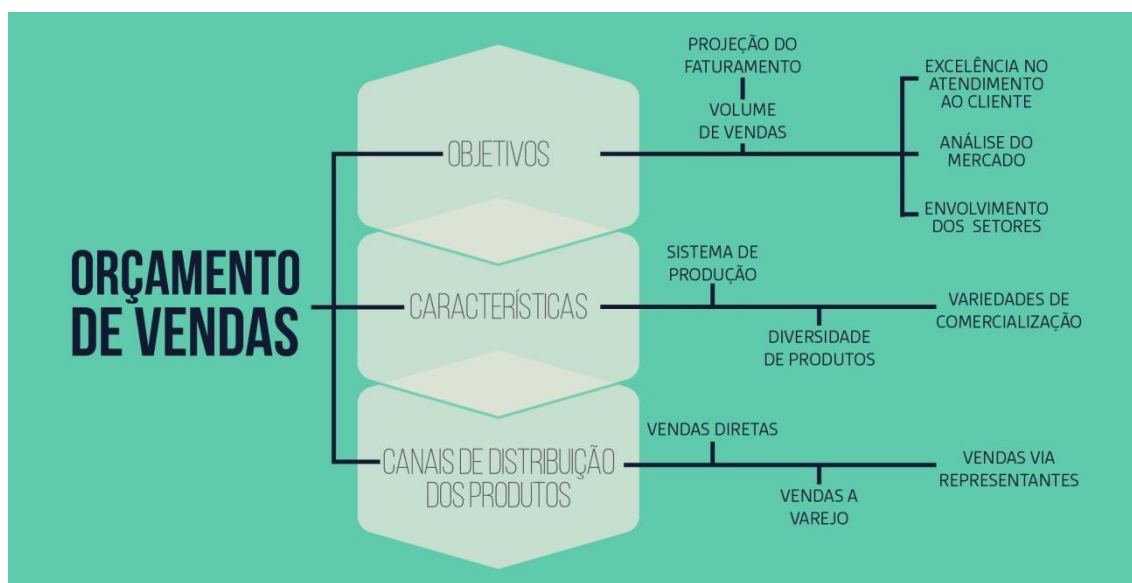 ORÇAMENTO
DE VENDAS
OBJETIVOS
PROJEÇÃO DO
FATURAMENTO
VOLUME
DE VENDAS
EXCELÊNCIA NO
ATENDIMENTO
AO CLIENTE
ANÁLISE DO
MERCADO
ENVOLVIMENTO
DOS SETORES
CARACTERÍSTICAS
SISTEMA DE
PRODUÇÃO
DIVERSIDADE
DE PRODUTOS
VARIEDADES DE
COMERCIALIZAÇÃO
CANAIS DE DISTRIBUIÇÃO
DOS PRODUTOS
VENDAS DIRETAS
VENDAS A
VAREJO
VENDAS VIA
REPRESENTANTES